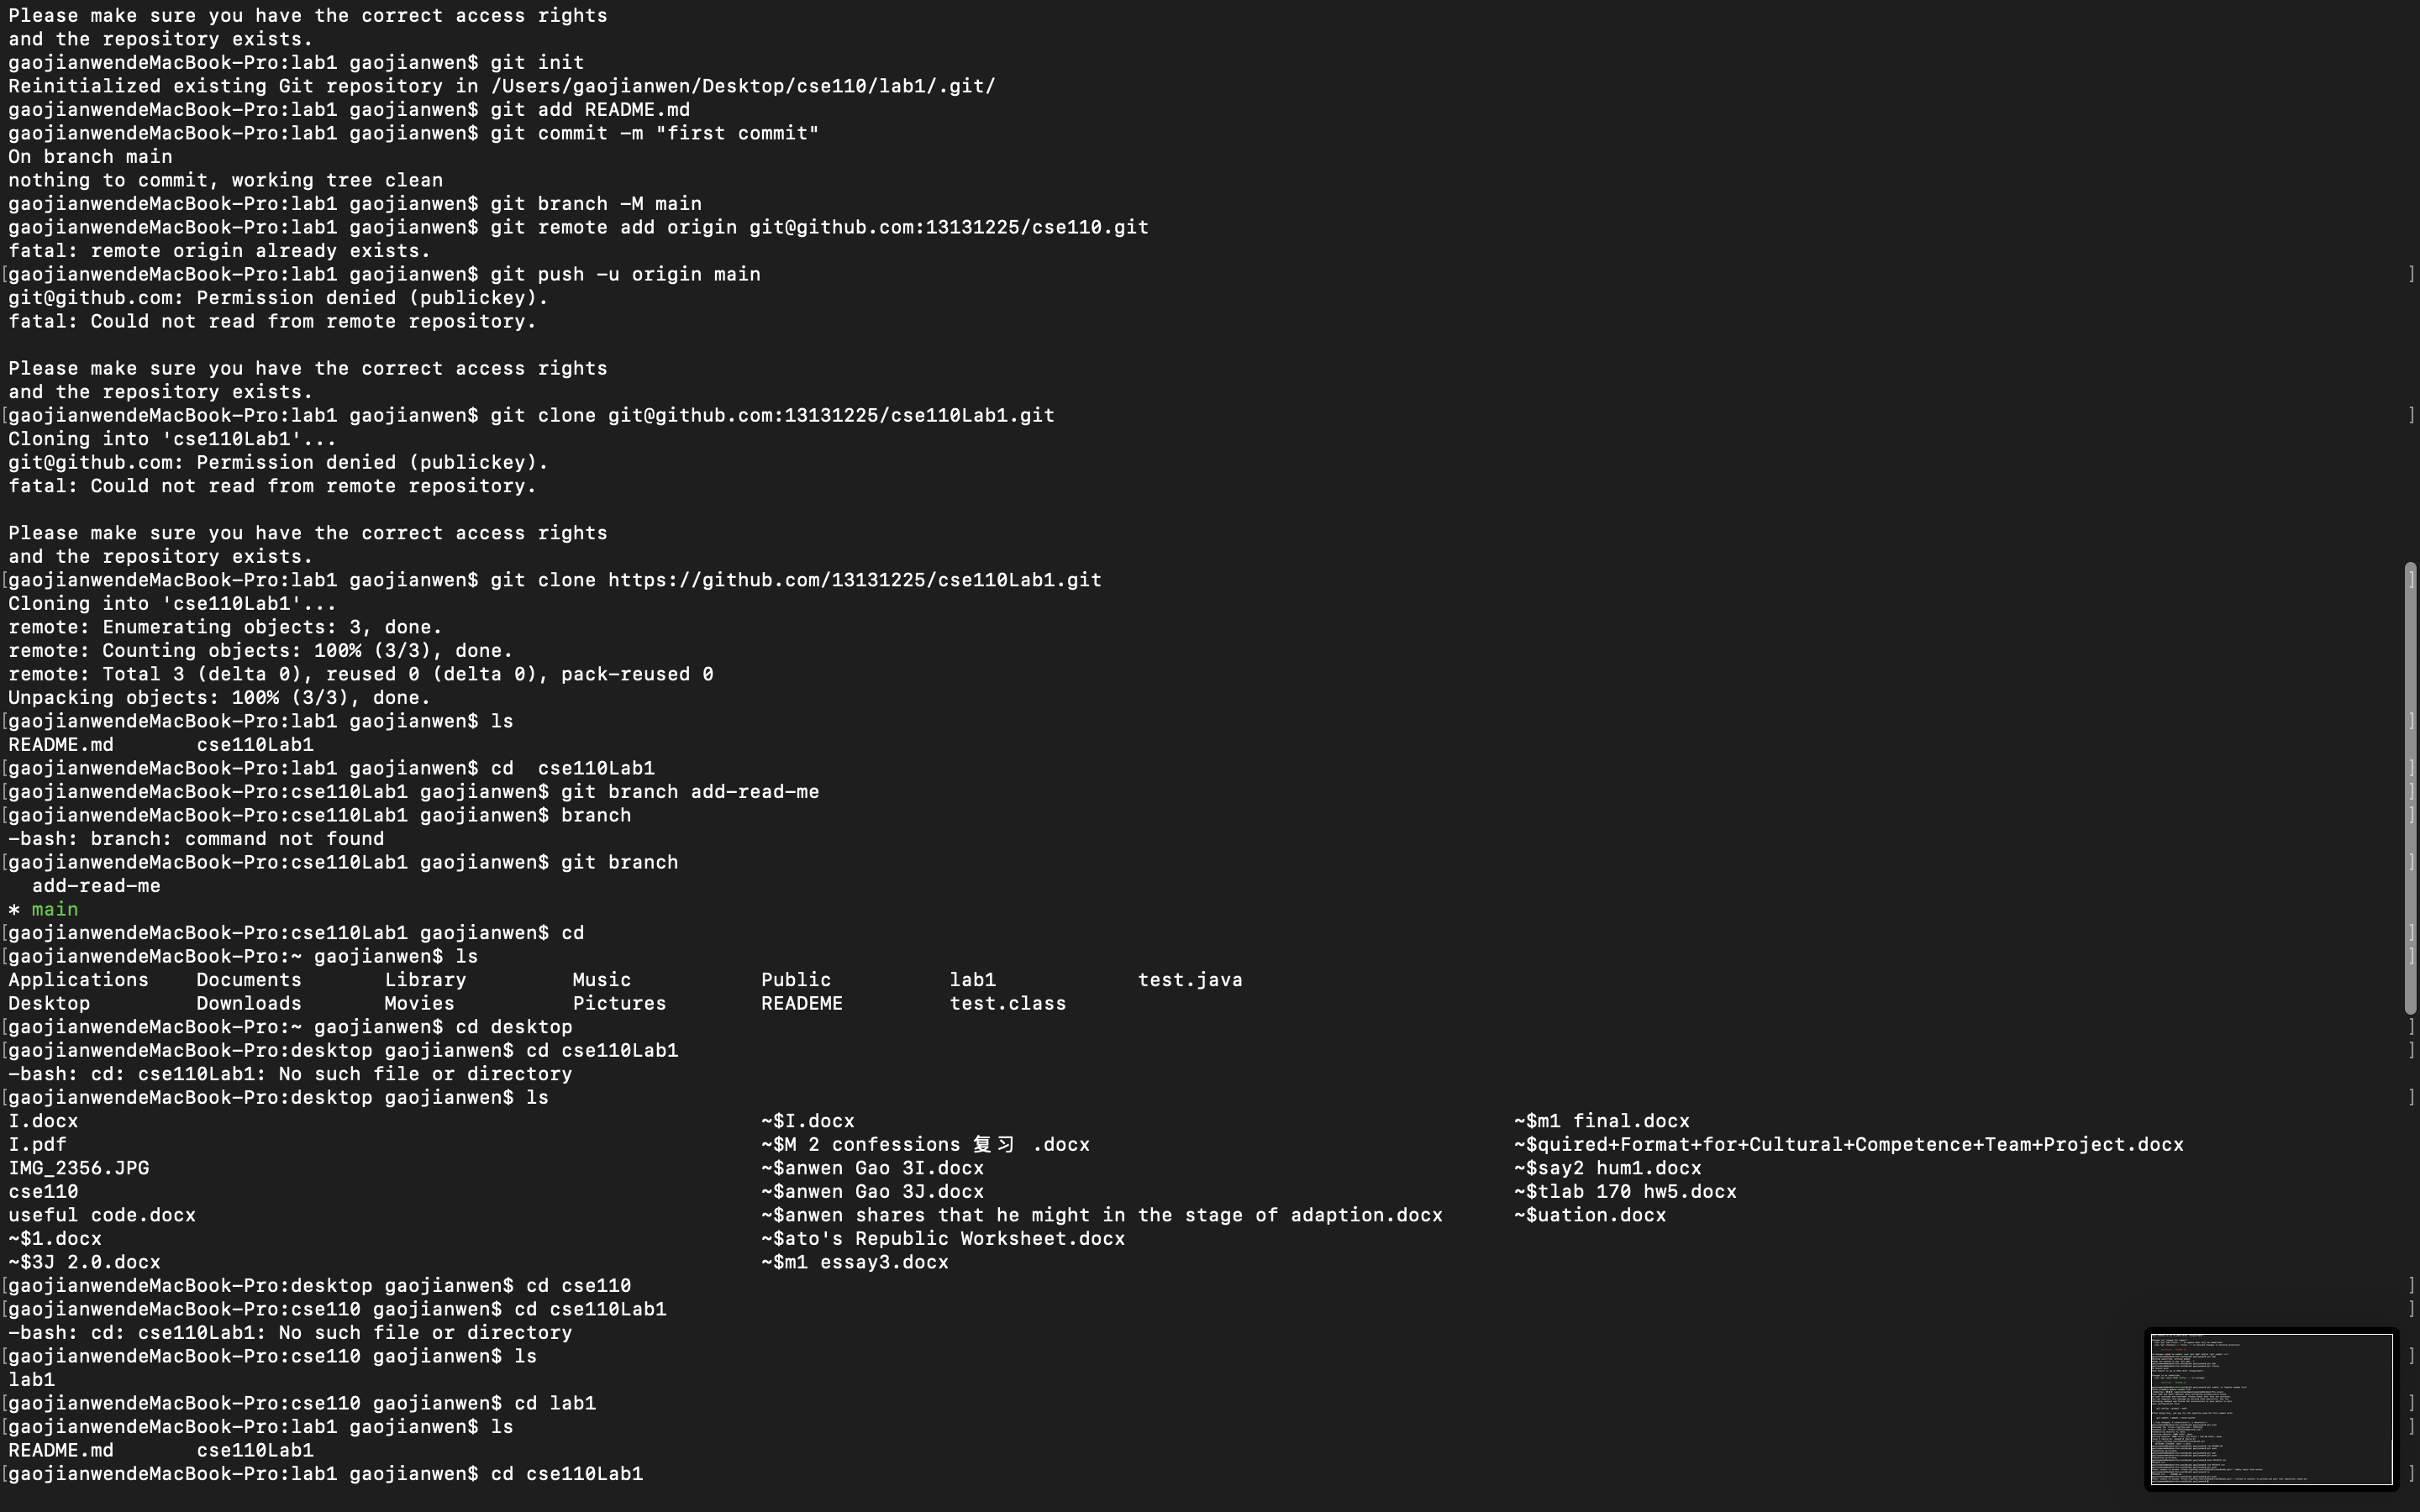 Please make sure you have the correct access rights
and the repository exists.
gaojianwendeMacBook-Pro:lab1 gaojianwen$ git init
Reinitialized existing Git repository in /Users/gaojianwen/Desktop/cse110/lab1/.git/
gaojianwendeMacBook-Pro:lab1 gaojianwen$ git add README.md
gaojianwendeMacBook-Pro:lab1 gaojianwen$ git commit -m "first commit"
On branch main
nothing to commit, working tree clean
gaojianwendeMacBook-Pro:lab1 gaojianwen$ git branch -M main
gaojianwendeMacBook-Pro:lab1 gaojianwen$ git remote add origin git@github.com:13131225/cse110.git
fatal: remote origin already exists.
[gaojianwendeMacBook-Pro:lab1 gaojianwen$ git push -u origin main ]
git@github.com: Permission denied (publickey).
fatal: Could not read from remote repository.

Please make sure you have the correct access rights
and the repository exists.
[gaojianwendeMacBook-Pro:lab1 gaojianwen$ git clone git@github.com:13131225/cse110Lab1.git ]
Cloning into 'cse110Lab1'...
git@github.com: Permission denied (publickey).
fatal: Could not read from remote repository.

Please make sure you have the correct access rights
and the repository exists.
[gaojianwendeMacBook-Pro:lab1 gaojianwen$ git clone https://github.com/13131225/cse110Lab1.git ]
Cloning into 'cse110Lab1'...
remote: Enumerating objects: 3, done.
remote: Counting objects: 100% (3/3), done.
remote: Total 3 (delta 0), reused 0 (delta 0), pack-reused 0
Unpacking objects: 100% (3/3), done.
[gaojianwendeMacBook-Pro:lab1 gaojianwen$ ls ]
README.md       cse110Lab1
[gaojianwendeMacBook-Pro:lab1 gaojianwen$ cd  cse110Lab1 ]
[gaojianwendeMacBook-Pro:cse110Lab1 gaojianwen$ git branch add-read-me ]
[gaojianwendeMacBook-Pro:cse110Lab1 gaojianwen$ branch ]
-bash: branch: command not found
[gaojianwendeMacBook-Pro:cse110Lab1 gaojianwen$ git branch ]
  add-read-me
* main
[gaojianwendeMacBook-Pro:cse110Lab1 gaojianwen$ cd ]
[gaojianwendeMacBook-Pro:~ gaojianwen$ ls ]
Applications    Documents       Library         Music           Public          lab1            test.java
Desktop         Downloads       Movies          Pictures        READEME         test.class
[gaojianwendeMacBook-Pro:~ gaojianwen$ cd desktop ]
[gaojianwendeMacBook-Pro:desktop gaojianwen$ cd cse110Lab1 ]
-bash: cd: cse110Lab1: No such file or directory
[gaojianwendeMacBook-Pro:desktop gaojianwen$ ls ]
I.docx          ~$I.docx          ~$m1 final.docx
I.pdf          ~$M 2 confessions 复习 .docx          ~$quired+Format+for+Cultural+Competence+Team+Project.docx
IMG_2356.JPG          ~$anwen Gao 3I.docx          ~$say2 hum1.docx
cse110          ~$anwen Gao 3J.docx          ~$tlab 170 hw5.docx
useful code.docx          ~$anwen shares that he might in the stage of adaption.docx          ~$uation.docx
~$1.docx          ~$ato's Republic Worksheet.docx
~$3J 2.0.docx          ~$m1 essay3.docx
[gaojianwendeMacBook-Pro:desktop gaojianwen$ cd cse110 ]
[gaojianwendeMacBook-Pro:cse110 gaojianwen$ cd cse110Lab1 ]
-bash: cd: cse110Lab1: No such file or directory
[gaojianwendeMacBook-Pro:cse110 gaojianwen$ ls ]
lab1
[gaojianwendeMacBook-Pro:cse110 gaojianwen$ cd lab1 ]
[gaojianwendeMacBook-Pro:lab1 gaojianwen$ ls ]
README.md       cse110Lab1
[gaojianwendeMacBook-Pro:lab1 gaojianwen$ cd cse110Lab1 ]